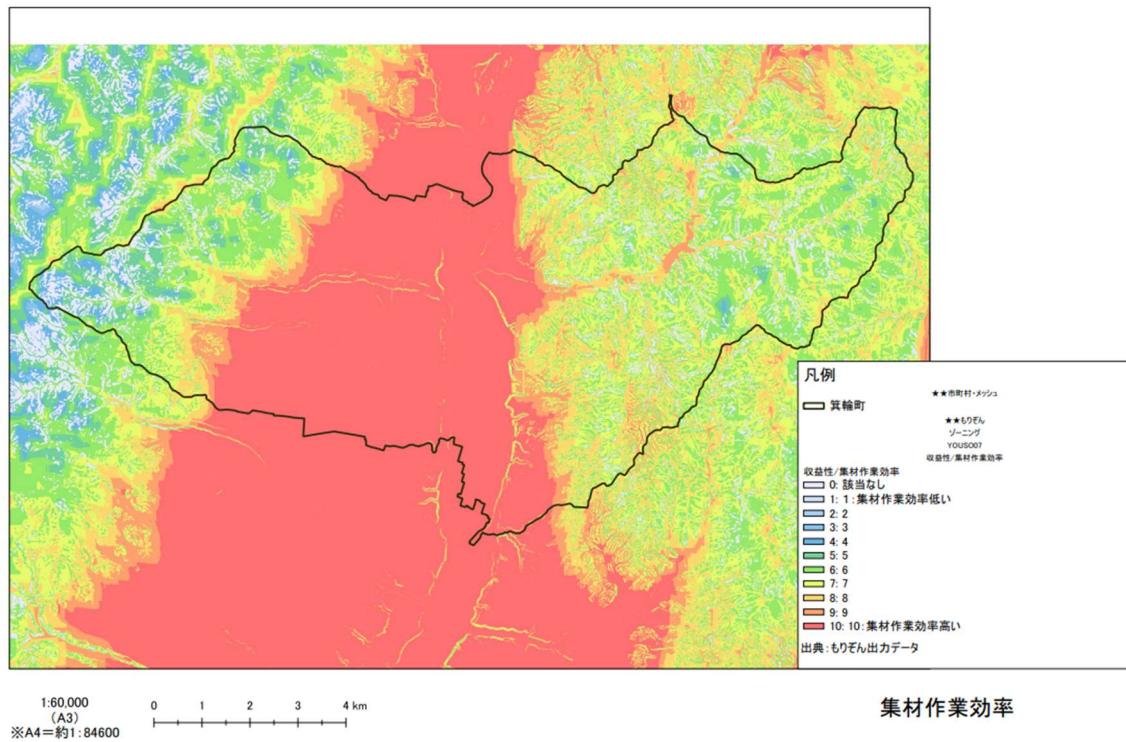 凡例
★★市町村・メッシュ
箕輪町
★★もりぞん
ゾーニング
YOUSO07
収益性/集材作業効率
収益性/集材作業効率
0: 該当なし
1: 1：集材作業効率低い
2: 2
3: 3
4: 4
5: 5
6: 6
7: 7
8: 8
9: 9
10: 10：集材作業効率高い
出典：もりぞん出力データ
1:60,000
(A3)
※A4＝約1：84600
0 1 2 3 4 km
集材作業効率